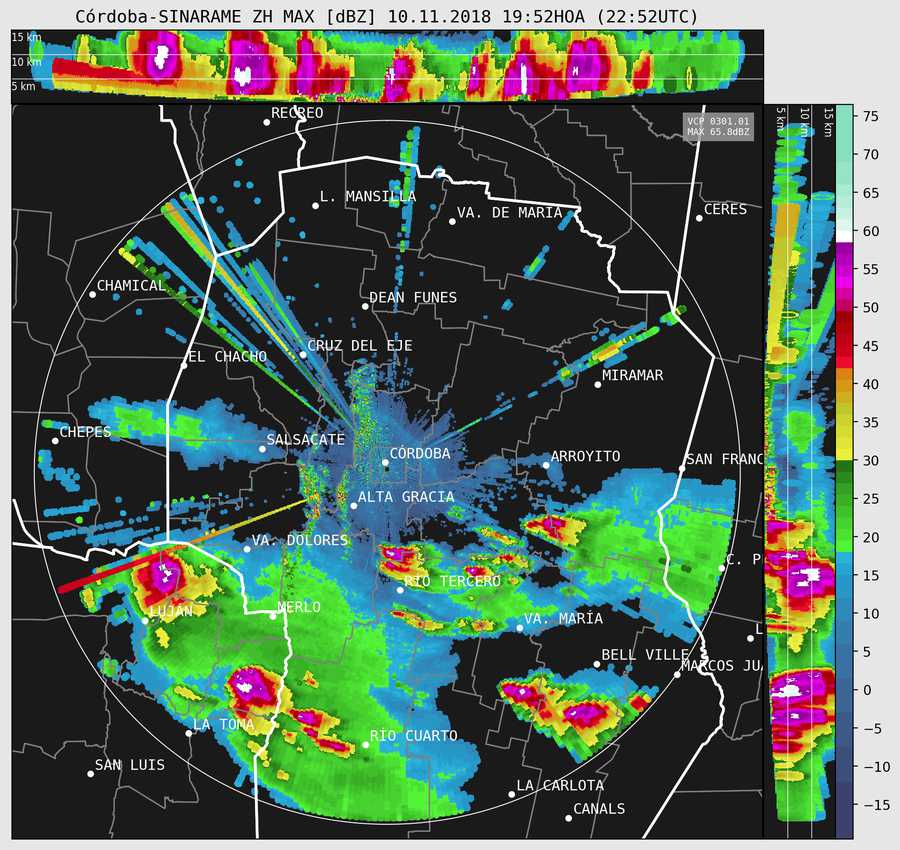 Córdoba-SINARAME ZH MAX [dBZ] 10.11.2018 19:52HOA (22:52UTC)
15 km
10 km
5 km
VCP 0301.01
MAX 65.8dBZ
5 km
10 km
15 km
RECREO
L. MANSILLA
VA. DE MARIA
CERES
CHAMICAL
DEAN FUNES
CRUZ DEL EJE
EL CHACHO
MIRAMAR
CHEPES
SALSACATE
CÓRDOBA
ARROYITO
SAN FRANC
ALTA GRACIA
VA. DOLORES
C. P
RÍO TERCERO
LUJÁN
MERLO
VA. MARÍA
L
BELL VILLE
MARCOS JUÁ
LA TOMA
RÍO CUARTO
SAN LUIS
LA CARLOTA
CANALS
75
70
65
60
55
50
45
40
35
30
25
20
15
10
5
0
−5
−10
−15